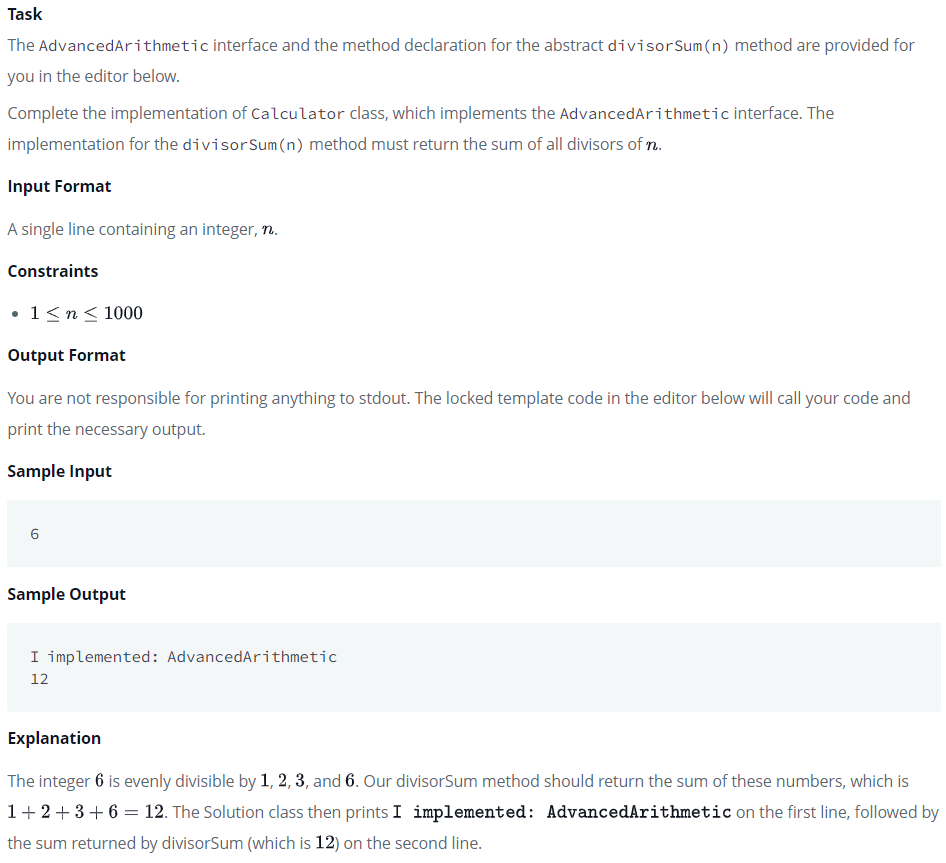 Task
The AdvancedArithmetic interface and the method declaration for the abstract divisorSum(n) method are provided for
you in the editor below.
Complete the implementation of Calculator class, which implements the AdvancedArithmetic interface. The
implementation for the divisorSum(n) method must return the sum of all divisors of n.
Input Format
A single line containing an integer, n.
Constraints
• 1 ≤ n ≤ 1000
Output Format
You are not responsible for printing anything to stdout. The locked template code in the editor below will call your code and
print the necessary output.
Sample Input
6
Sample Output
I implemented: AdvancedArithmetic
12
Explanation
The integer 6 is evenly divisible by 1, 2, 3, and 6. Our divisorSum method should return the sum of these numbers, which is
1 + 2 + 3 + 6 = 12. The Solution class then prints I implemented: AdvancedArithmetic on the first line, followed by
the sum returned by divisorSum (which is 12) on the second line.